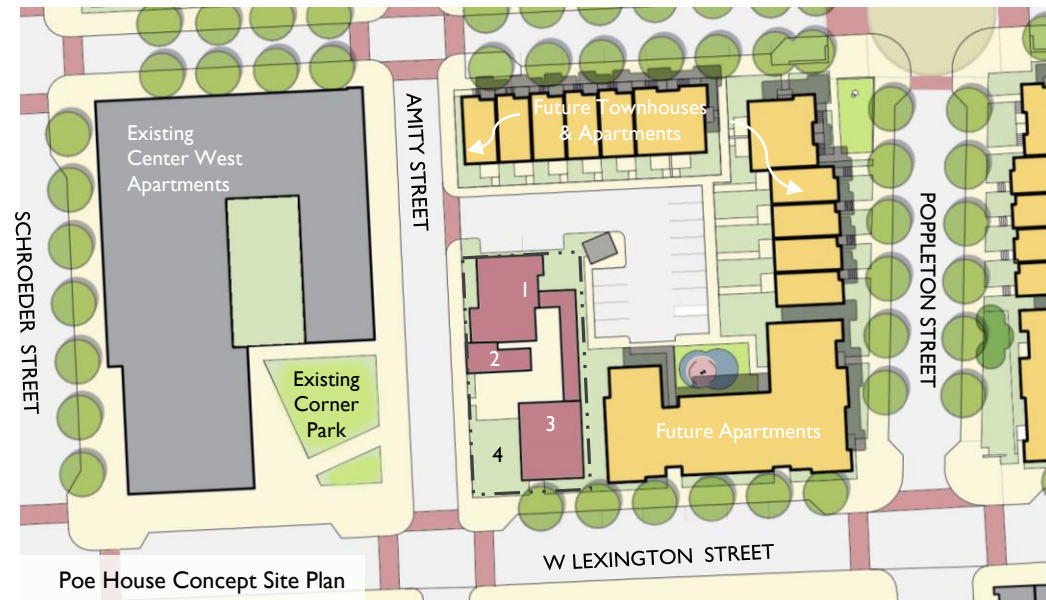 Existing
Center West
Apartments
AMITY STREET
Future Townhouses
& Apartments
SCHROEDER STREET
POPPLETON STREET
1
2
3
4
Existing
Corner
Park
Future Apartments
W LEXINGTON STREET
Poe House Concept Site Plan